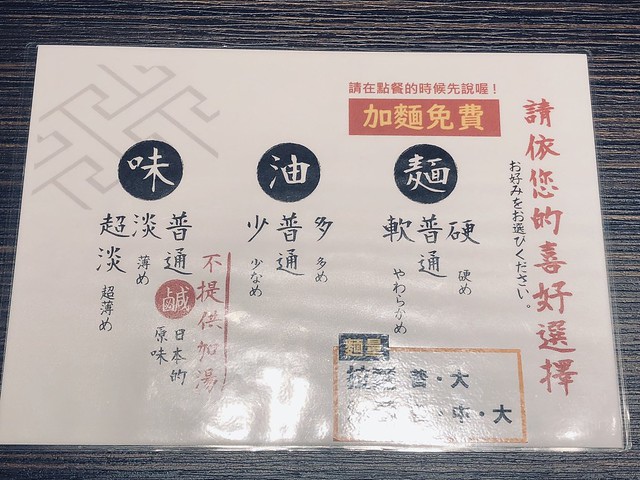 請依您的喜好選擇
お好みをお選びください。
請在點餐的時候先說喔！
加麵免費
麵
硬
硬め
普通
軟
やわらかめ
油
多
多め
普通
少
少なめ
味
普通
鹹
日本的
原味
淡
薄め
超淡
超薄め
不提供加湯
麵量
普・大
中・大